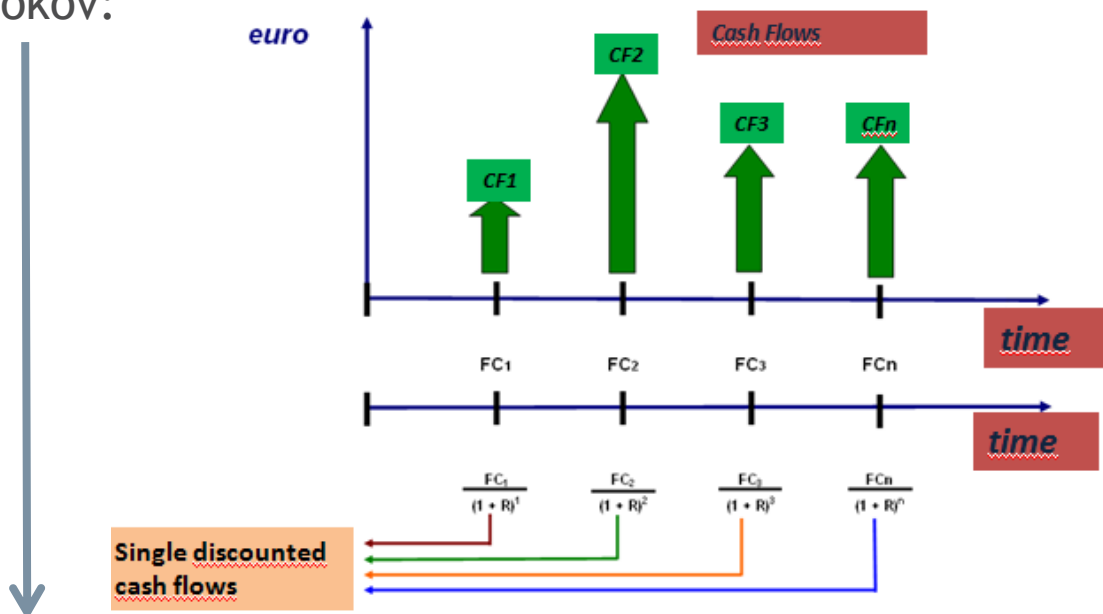 okov:
euro
Cash Flows
CF2
CF3
CFn
CF1
time
FC₁
FC₂
FC₃
FCn
time
FC₁
(1 + R)¹
FC₂
(1 + R)²
FC₃
(1 + R)³
FCn
(1 + R)ⁿ
Single discounted
cash flows